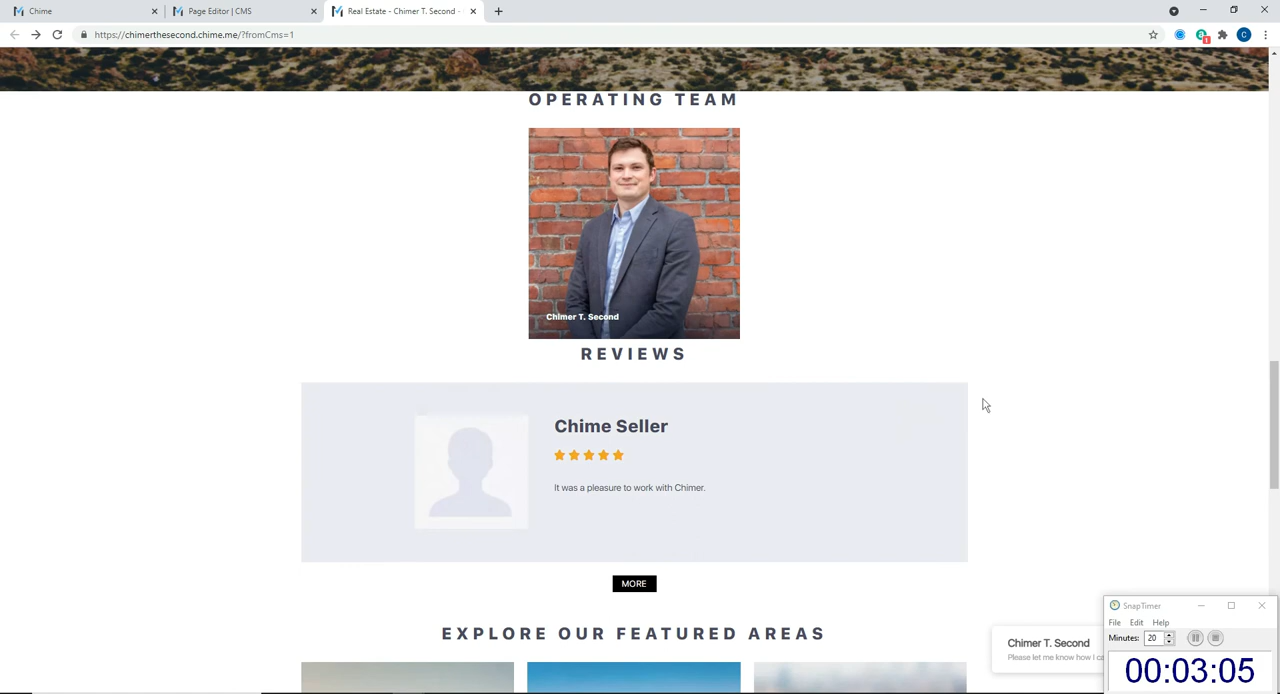 Chime
Page Editor | CMS
Real Estate - Chimer T. Second -
https://chimerthesecond.chime.me/?fromCms=1
C
1
OPERATING TEAM
Chimer T. Second
REVIEWS
Chime Seller
It was a pleasure to work with Chimer.
MORE
EXPLORE OUR FEATURED AREAS
Chimer T. Second
Please let me know how I ca
SnapTimer
File Edit Help
Minutes: 20
00:03:05